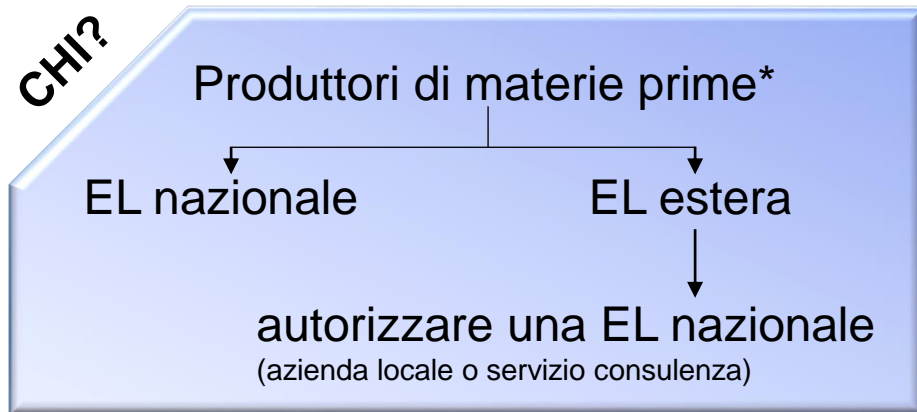 CHI?
Produttori di materie prime*
EL nazionale EL estera
autorizzare una EL nazionale
(azienda locale o servizio consulenza)